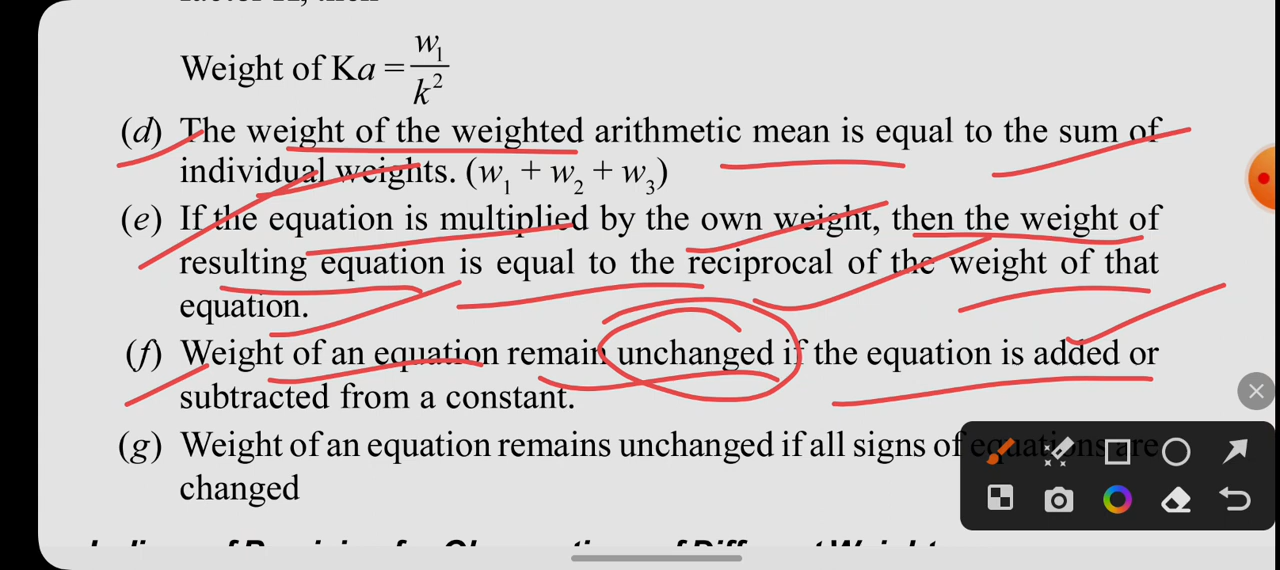 Weight of Ka = w₁/k²
(d) The weight of the weighted arithmetic mean is equal to the sum of
individual weights. (w₁ + w₂ + w₃)
(e) If the equation is multiplied by the own weight, then the weight of
resulting equation is equal to the reciprocal of the weight of that
equation.
(f) Weight of an equation remain unchanged if the equation is added or
subtracted from a constant.
(g) Weight of an equation remains unchanged if all signs of equations are
changed